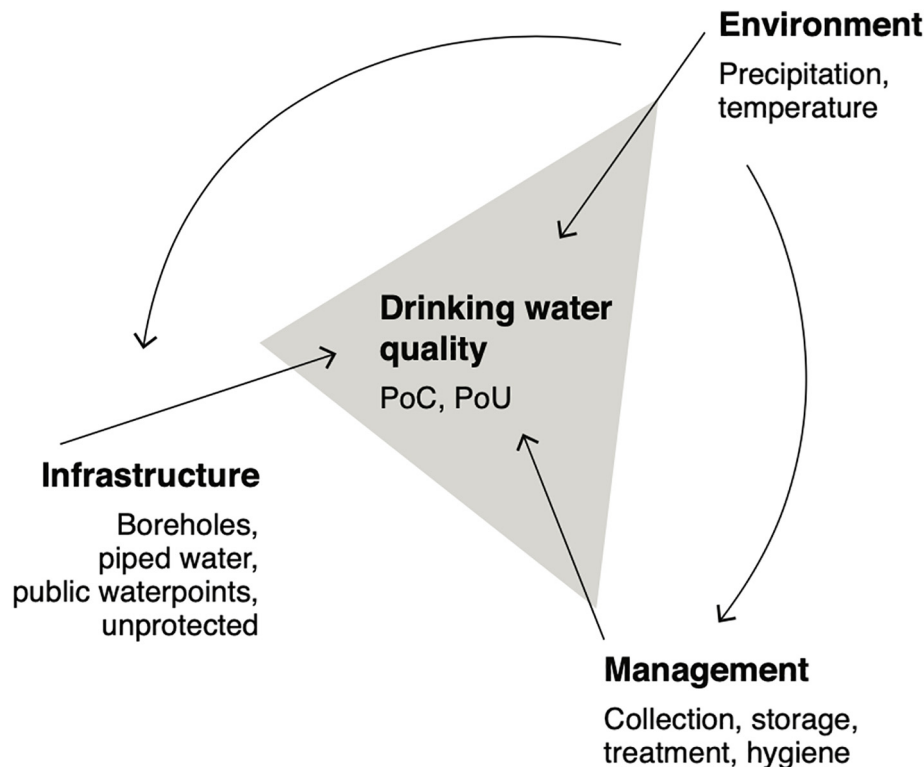 Environment
Precipitation,
temperature
Drinking water
quality
PoC, PoU
Infrastructure
Boreholes,
piped water,
public waterpoints,
unprotected
Management
Collection, storage,
treatment, hygiene